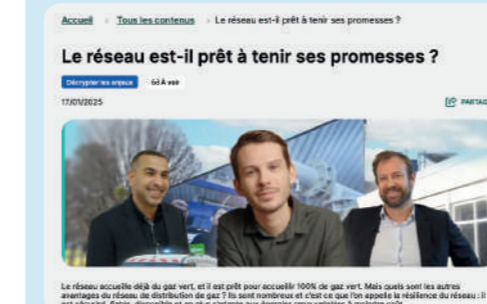 Accueil > Tous les contenus > Le réseau est-il prêt à tenir ses promesses ?
Le réseau est-il prêt à tenir ses promesses ?
Décrypter les enjeux À voir
17/01/2025 PARTAG
Le réseau accueille déjà du gaz vert, et il est prêt pour accueillir 100% de gaz vert. Mais quels sont les autres
avantages du réseau de distribution de gaz ? Ils sont nombreux et c'est ce que l'on appelle la résilience du réseau : il